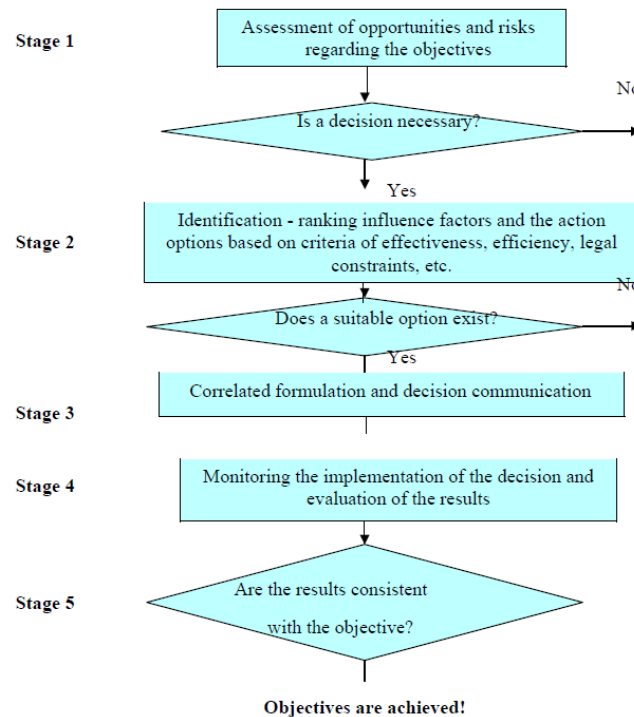 Stage 1
Assessment of opportunities and risks
regarding the objectives
No
Is a decision necessary?
Yes
Stage 2
Identification - ranking influence factors and the action
options based on criteria of effectiveness, efficiency, legal
constraints, etc.
No
Does a suitable option exist?
Yes
Correlated formulation and decision communication
Stage 3
Stage 4
Monitoring the implementation of the decision and
evaluation of the results
Stage 5
Are the results consistent
with the objective?
Objectives are achieved!